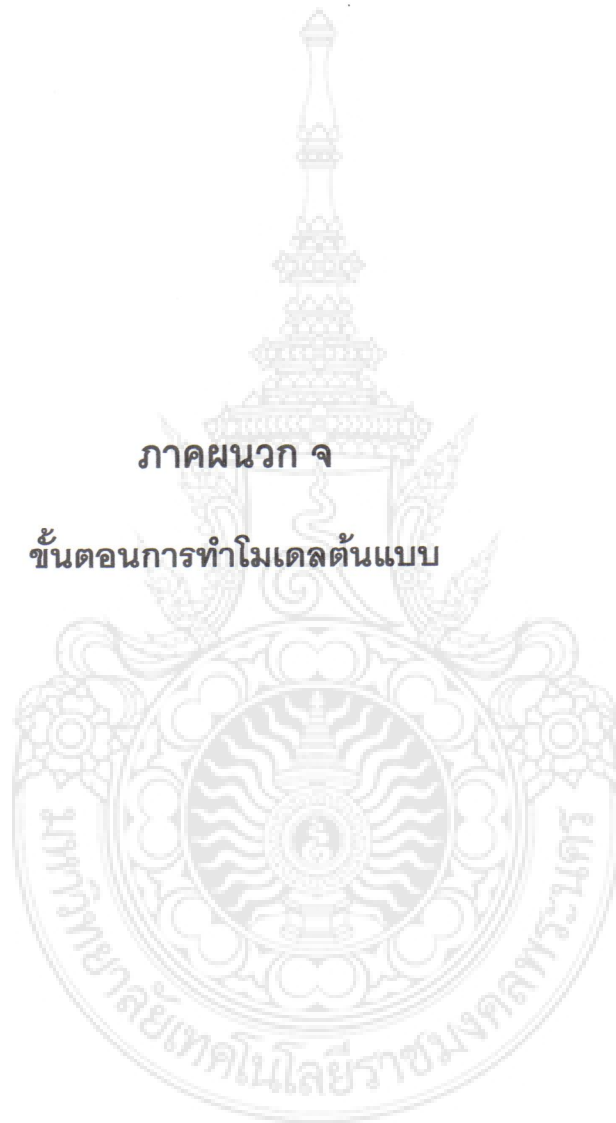 ภาคผนวก จ
ขั้นตอนการทำโมเดลต้นแบบ
มหาวิทยาลัยเทคโนโลยีราชมงคลพระนคร